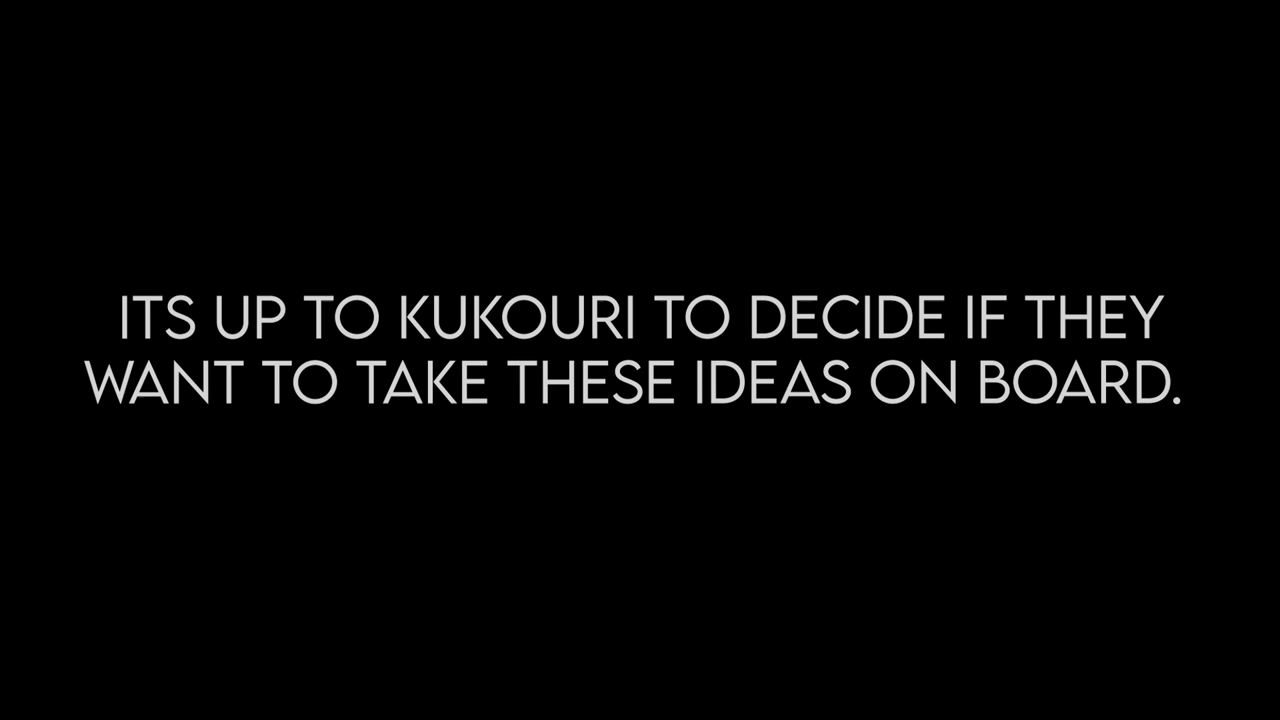 ITS UP TO KUKOURI TO DECIDE IF THEY
WANT TO TAKE THESE IDEAS ON BOARD.